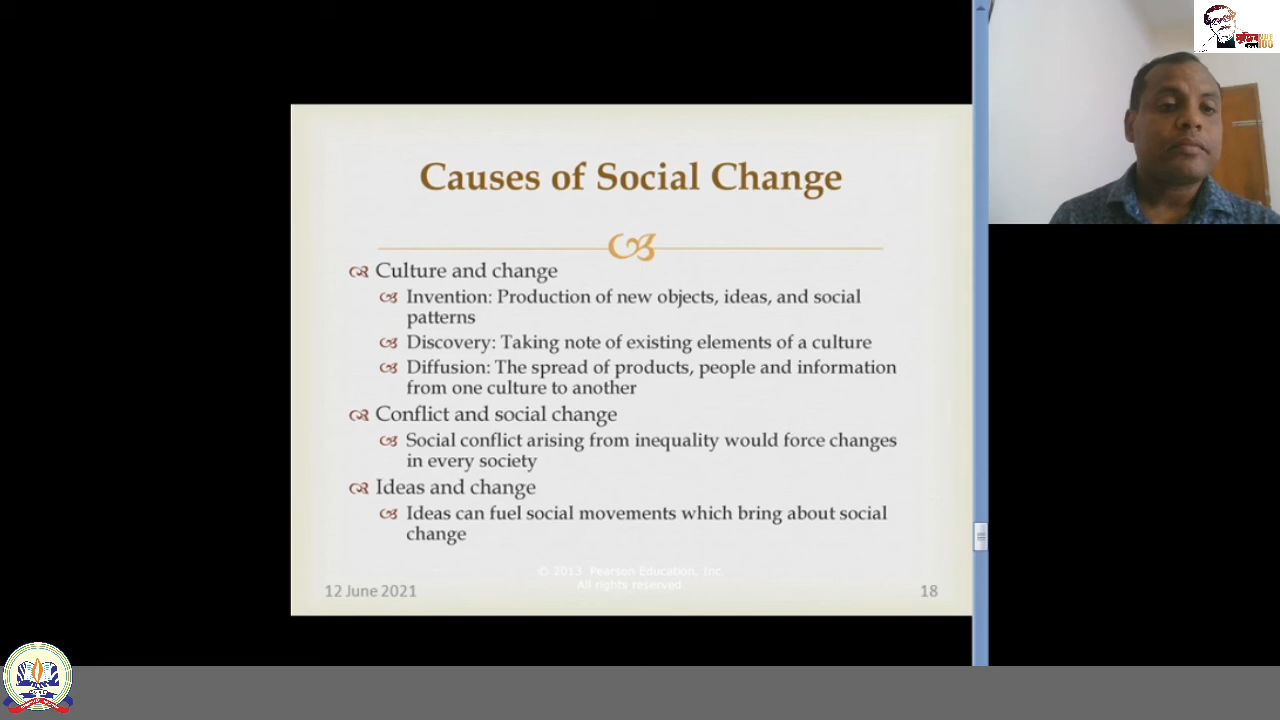 Causes of Social Change
Culture and change
Invention: Production of new objects, ideas, and social
patterns
Discovery: Taking note of existing elements of a culture
Diffusion: The spread of products, people and information
from one culture to another
Conflict and social change
Social conflict arising from inequality would force changes
in every society
Ideas and change
Ideas can fuel social movements which bring about social
change
© 2013 Pearson Education, Inc.
All rights reserved.
12 June 2021
18